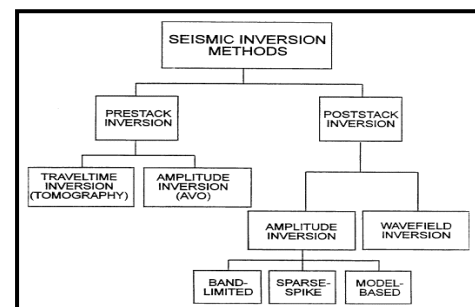 SEISMIC INVERSION
METHODS
PRESTACK
INVERSION
POSTSTACK
INVERSION
TRAVELTIME
INVERSION
(TOMOGRAPHY)
AMPLITUDE
INVERSION
(AVO)
AMPLITUDE
INVERSION
WAVEFIELD
INVERSION
BAND-
LIMITED
SPARSE-
SPIKE
MODEL-
BASED